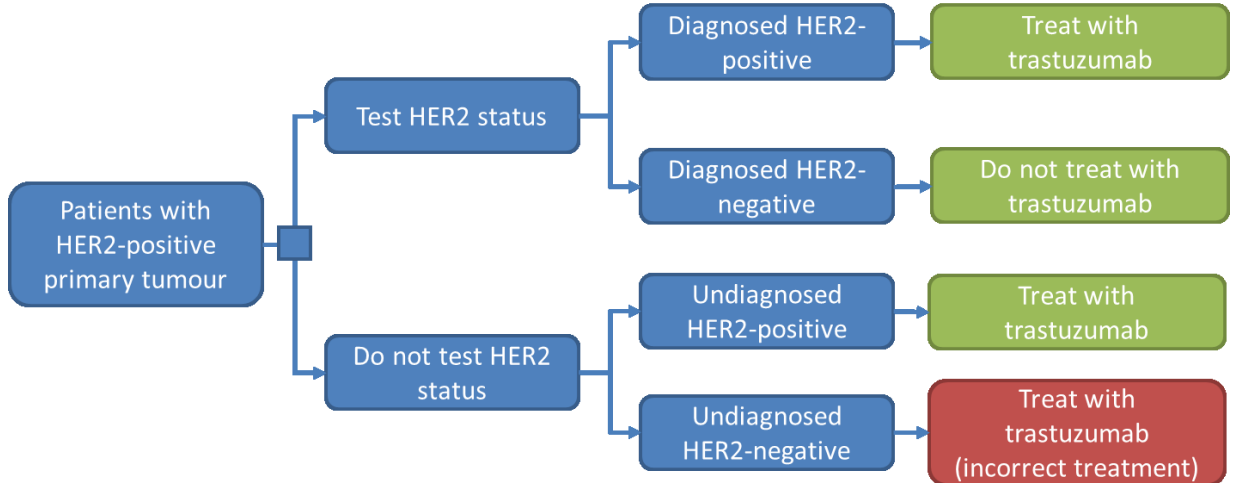 Patients with
HER2-positive
primary tumour
Test HER2 status
Diagnosed HER2-
positive
Treat with
trastuzumab
Diagnosed HER2-
negative
Do not treat with
trastuzumab
Do not test HER2
status
Undiagnosed
HER2-positive
Treat with
trastuzumab
Undiagnosed
HER2-negative
Treat with
trastuzumab
(incorrect treatment)